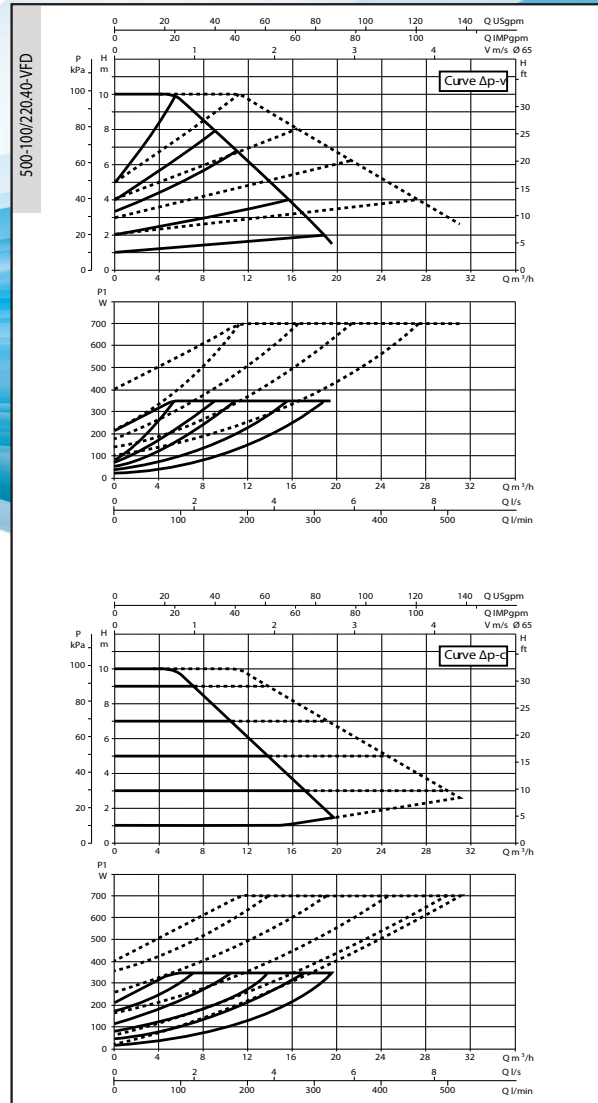 500-100/220.40-VFD
0 20 40 60 80 100 120 140 Q USgpm
0 20 40 60 80 100 Q IMPgpm
0 1 2 3 4 V m/s Ø 65
P kPa
H m
H ft
Curve Δp-v
100
80
60
40
20
0
10
8
6
4
2
0
30
25
20
15
10
5
0
0 4 8 12 16 20 24 28 32 Q m³/h
P1
W
700
600
500
400
300
200
100
0
0 4 8 12 16 20 24 28 32 Q m³/h
0 2 4 6 8 Q l/s
0 100 200 300 400 500 Q l/min
0 20 40 60 80 100 120 140 Q USgpm
0 20 40 60 80 100 Q IMPgpm
0 1 2 3 4 V m/s Ø 65
P kPa
H m
H ft
Curve Δp-c
100
80
60
40
20
0
10
8
6
4
2
0
30
25
20
15
10
5
0
0 4 8 12 16 20 24 28 32 Q m³/h
P1
W
700
600
500
400
300
200
100
0
0 4 8 12 16 20 24 28 32 Q m³/h
0 2 4 6 8 Q l/s
0 100 200 300 400 500 Q l/min